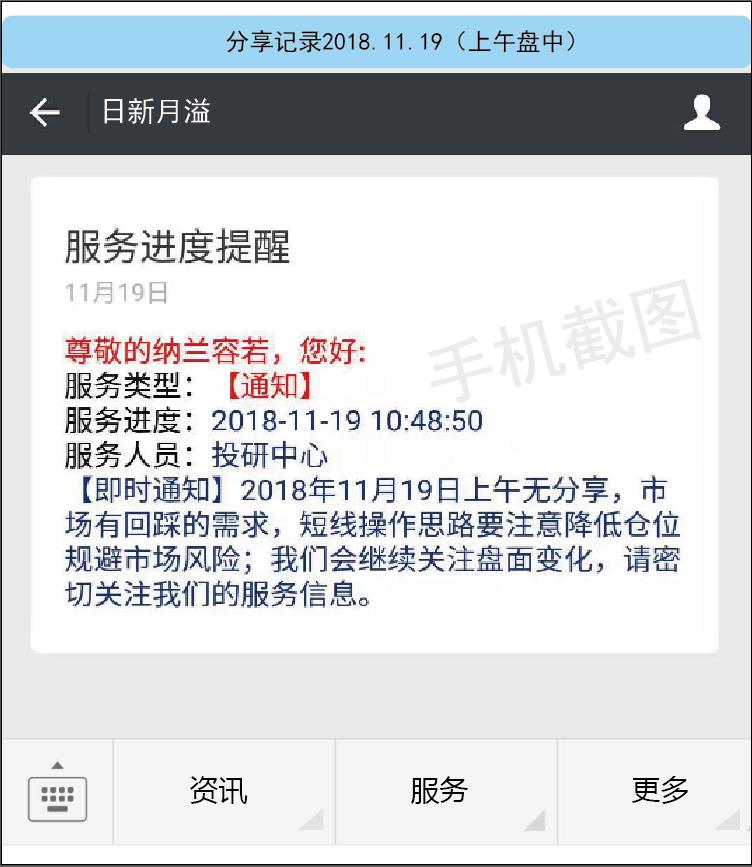 分享记录2018.11.19（上午盘中）
日新月溢
服务进度提醒
11月19日
手机截图
尊敬的纳兰容若，您好:
服务类型：【通知】
服务进度：2018-11-19 10:48:50
服务人员：投研中心
【即时通知】2018年11月19日上午无分享，市
场有回踩的需求，短线操作思路要注意降低仓位
规避市场风险；我们会继续关注盘面变化，请密
切关注我们的服务信息。
资讯
服务
更多